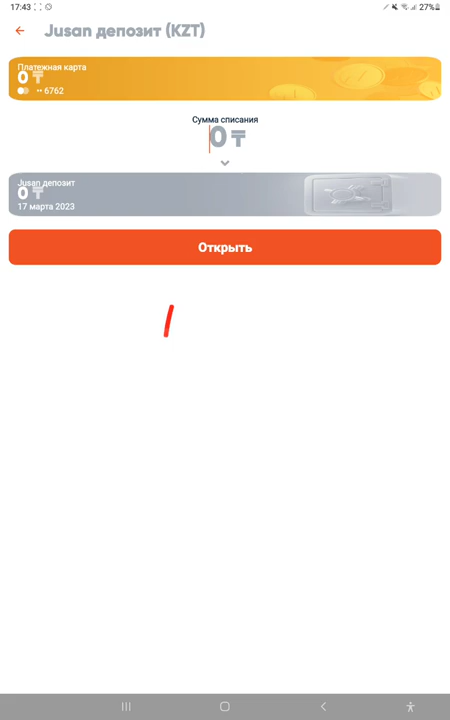 17:43 27%
Jusan депозит (KZT)
Платежная карта
0 ₸
•• 6762
Сумма списания
0 ₸
Jusan депозит
0 ₸
17 марта 2023
Открыть